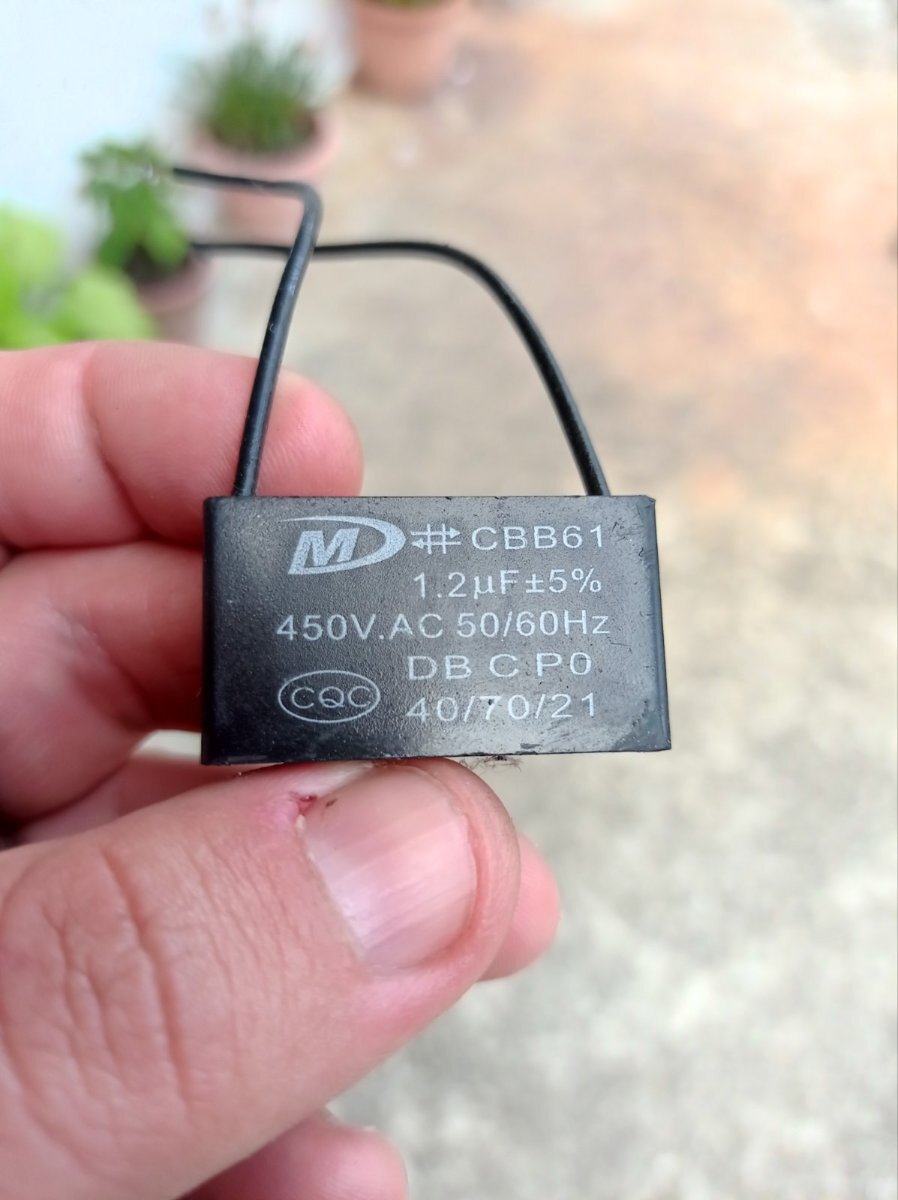 M CBB61
1.2μF±5%
450V.AC 50/60Hz
DB C P0
CQC 40/70/21